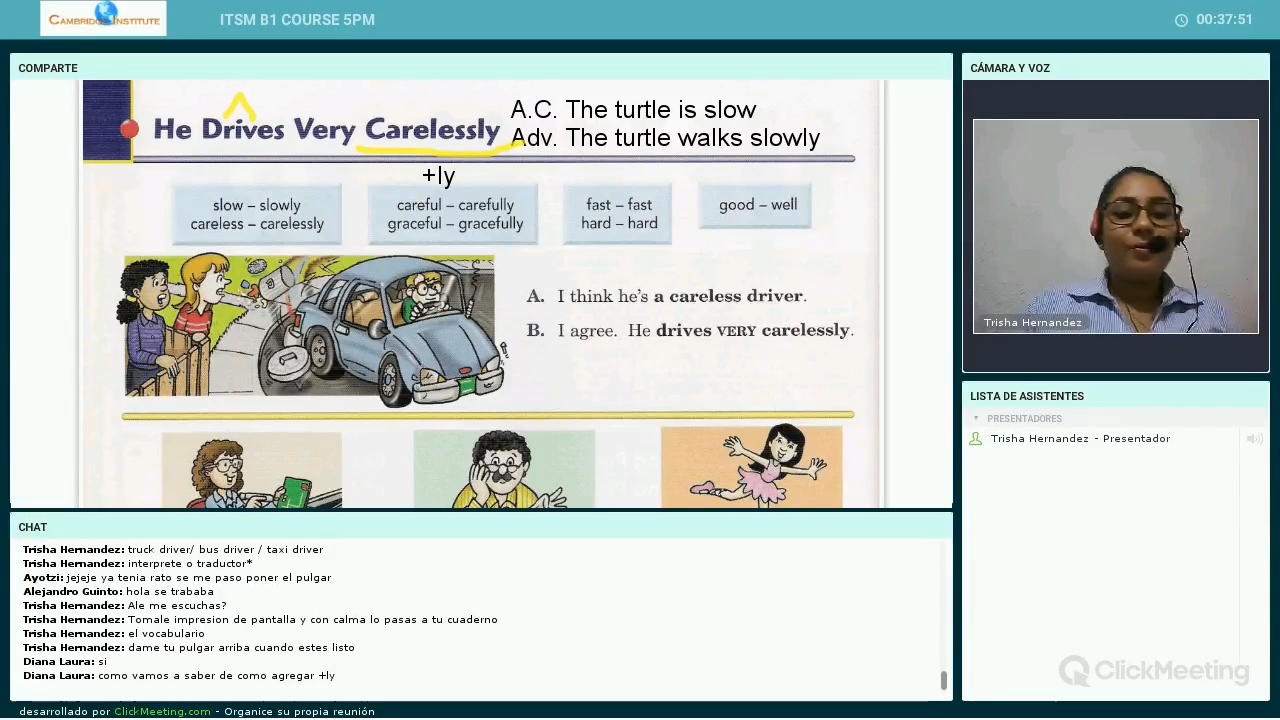 CAMBRIDGE INSTITUTE
ITSM B1 COURSE 5PM
00:37:51
COMPARTE
He Drives Very Carelessly
A.C. The turtle is slow
Adv. The turtle walks slowly
+ly
slow – slowly
careless – carelessly
careful – carefully
graceful – gracefully
fast – fast
hard – hard
good – well
A. I think he's a careless driver.
B. I agree. He drives VERY carelessly.
CÁMARA Y VOZ
Trisha Hernandez
LISTA DE ASISTENTES
PRESENTADORES
Trisha Hernandez - Presentador
CHAT
Trisha Hernandez: truck driver/ bus driver / taxi driver
Trisha Hernandez: interprete o traductor*
Ayotzi: jejeje ya tenia rato se me paso poner el pulgar
Alejandro Guinto: hola se trababa
Trisha Hernandez: Ale me escuchas?
Trisha Hernandez: Tomale impresion de pantalla y con calma lo pasas a tu cuaderno
Trisha Hernandez: el vocabulario
Trisha Hernandez: dame tu pulgar arriba cuando estes listo
Diana Laura: si
Diana Laura: como vamos a saber de como agregar +ly
ClickMeeting
desarrollado por ClickMeeting.com - Organice su propia reunión